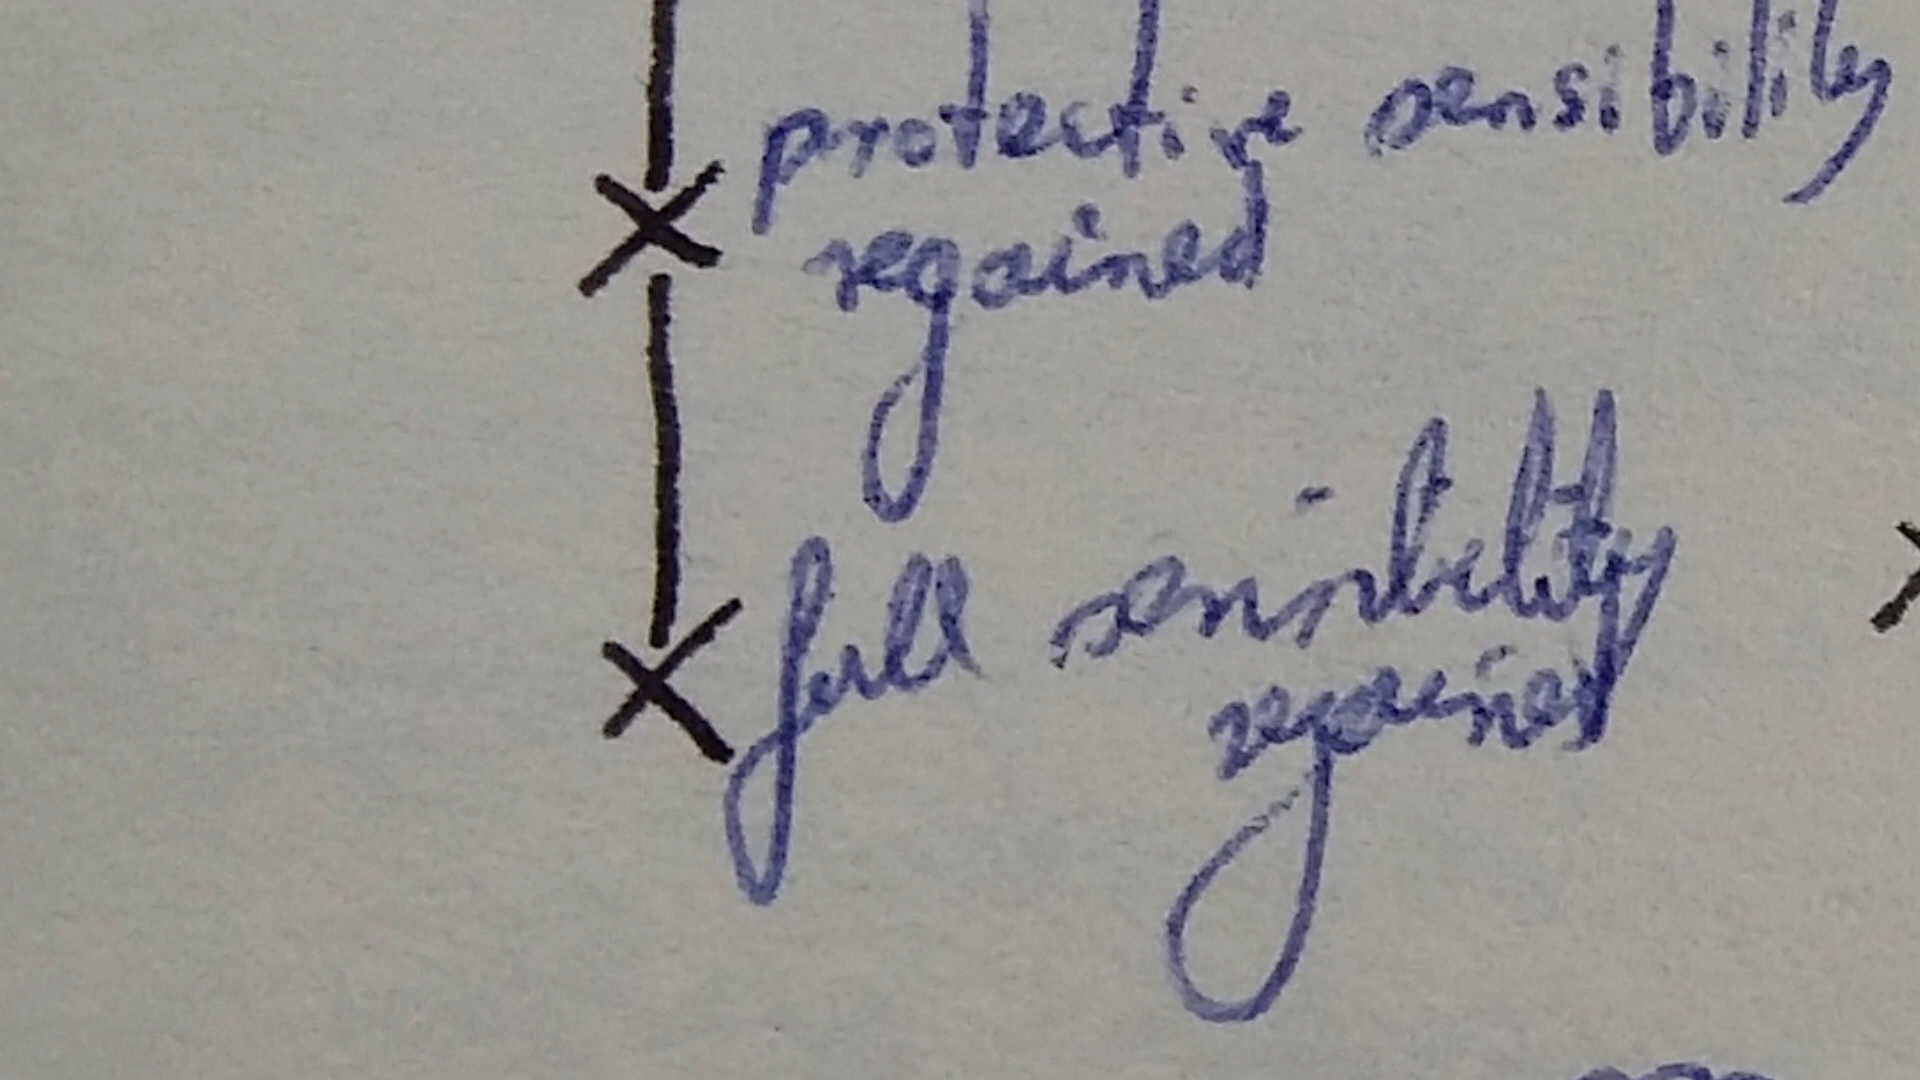 protective sensibility
regained
full sensibility
regained